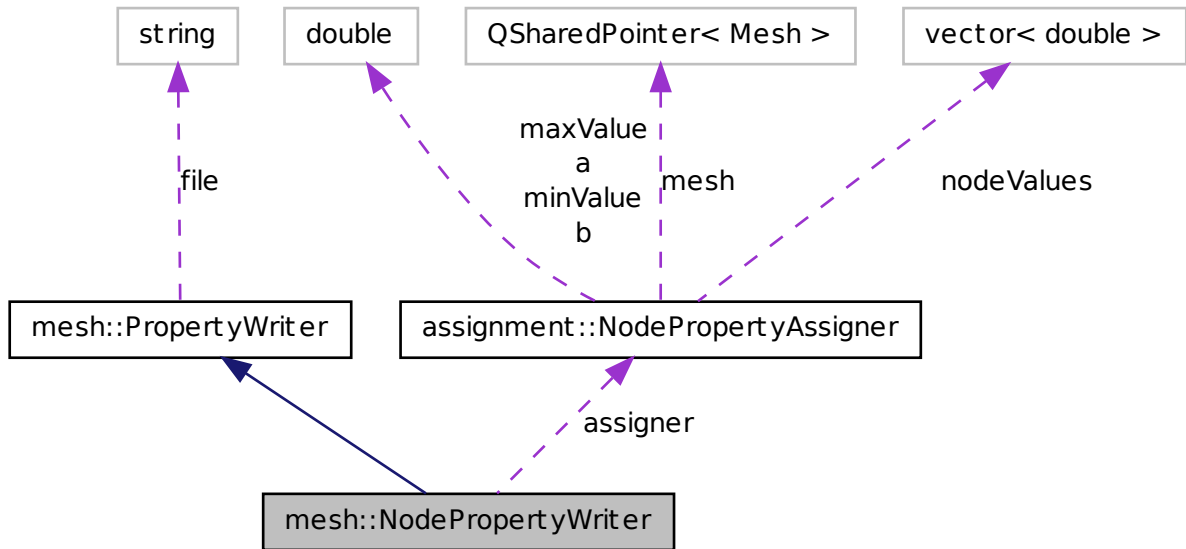 string
double
QSharedPointer< Mesh >
vector< double >
maxValue
a
minValue
b
file
mesh
nodeValues
mesh::PropertyWriter
assignment::NodePropertyAssigner
assigner
mesh::NodePropertyWriter